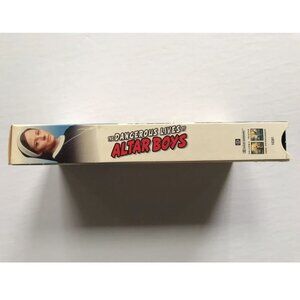 THE DANGEROUS LIVES OF
ALTAR BOYS